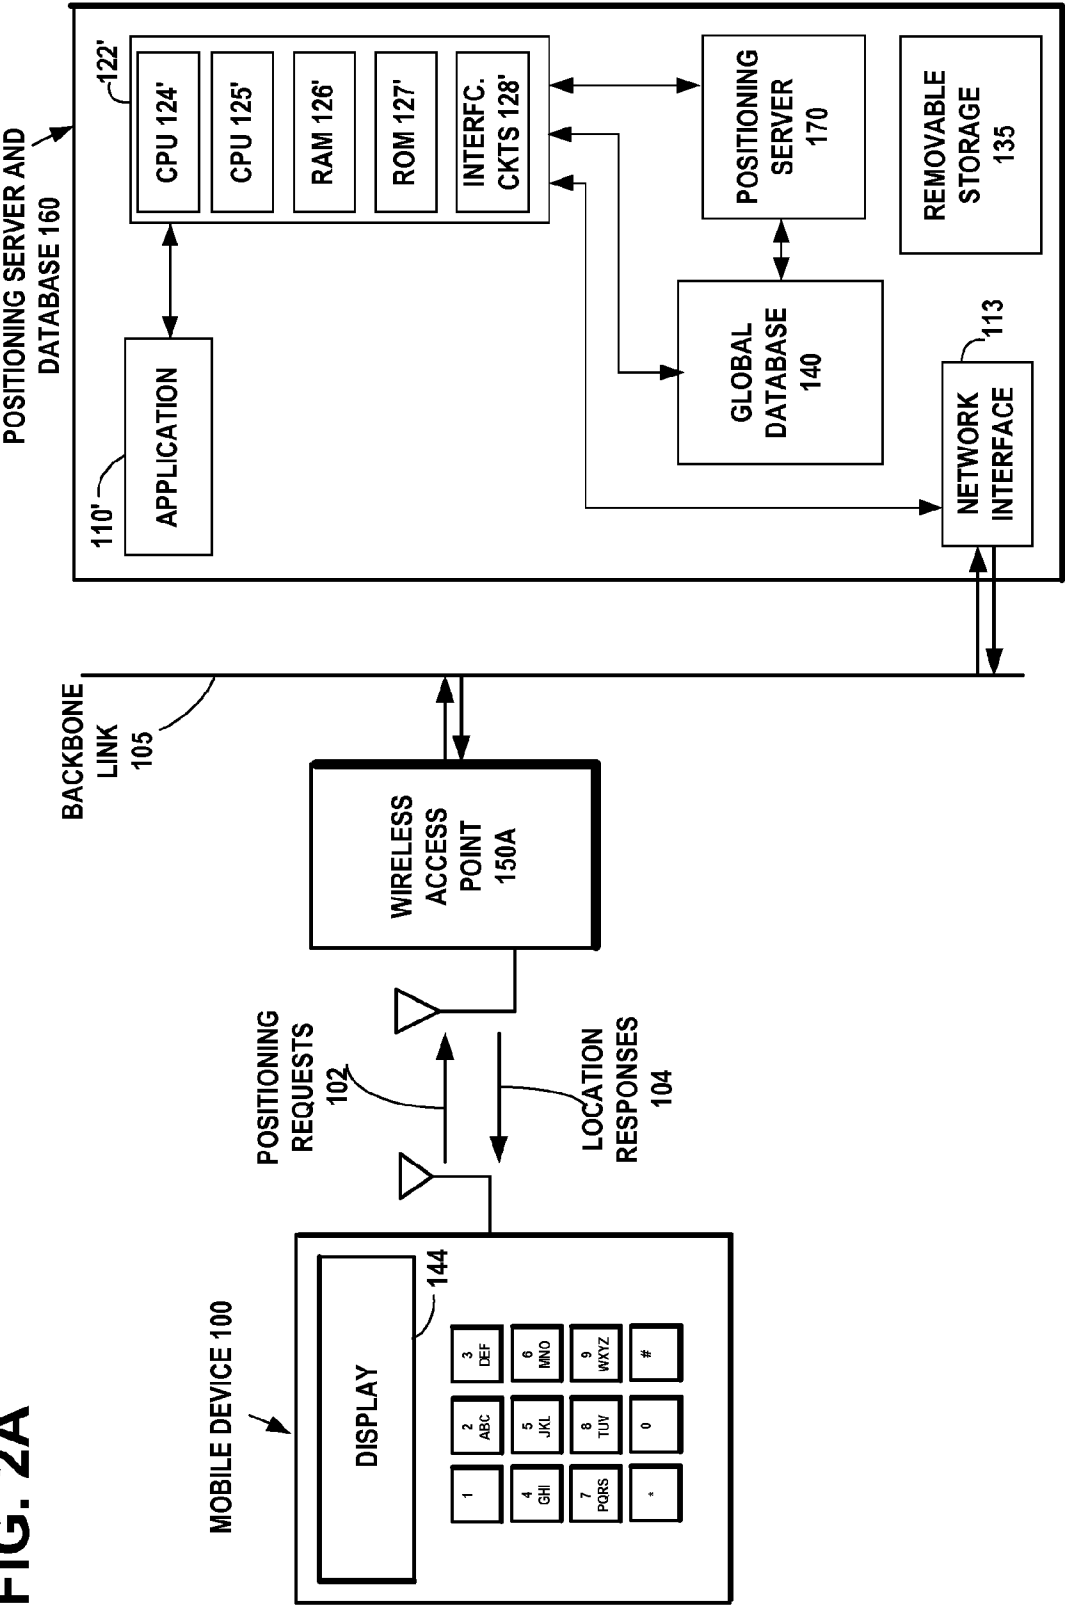 FIG. 2A
MOBILE DEVICE 100
DISPLAY
144
1
2
ABC
3
DEF
4
GHI
5
JKL
6
MNO
7
PQRS
8
TUV
9
WXYZ
*
0
#
POSITIONING
REQUESTS
102
LOCATION
RESPONSES
104
WIRELESS
ACCESS
POINT
150A
BACKBONE
LINK
105
POSITIONING SERVER AND
DATABASE 160
110'
APPLICATION
122'
CPU 124'
CPU 125'
RAM 126'
ROM 127'
INTERFC.
CKTS 128'
GLOBAL
DATABASE
140
POSITIONING
SERVER
170
NETWORK
INTERFACE
113
REMOVABLE
STORAGE
135